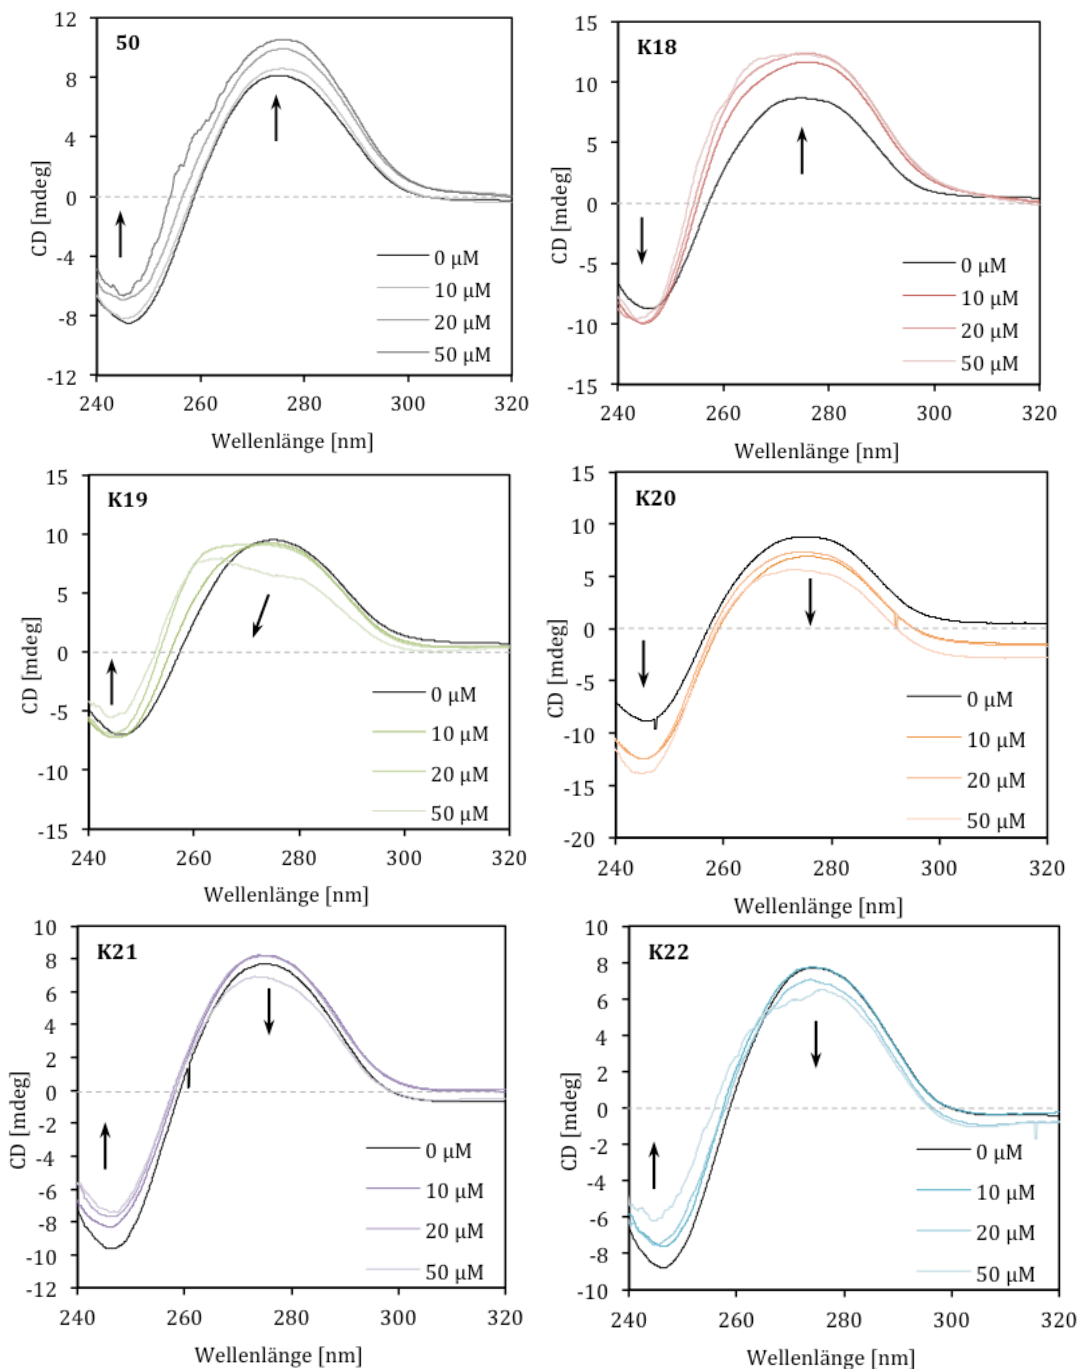 50
CD [mdeg]
12
8
4
0
-4
-8
-12
0 µM
10 µM
20 µM
50 µM
240 260 280 300 320
Wellenlänge [nm]
K18
CD [mdeg]
15
10
5
0
-5
-10
-15
0 µM
10 µM
20 µM
50 µM
240 260 280 300 320
Wellenlänge [nm]
K19
CD [mdeg]
15
10
5
0
-5
-10
-15
0 µM
10 µM
20 µM
50 µM
240 260 280 300 320
Wellenlänge [nm]
K20
CD [mdeg]
15
10
5
0
-5
-10
-15
-20
0 µM
10 µM
20 µM
50 µM
240 260 280 300 320
Wellenlänge [nm]
K21
CD [mdeg]
10
8
6
4
2
0
-2
-4
-6
-8
-10
-12
0 µM
10 µM
20 µM
50 µM
240 260 280 300 320
Wellenlänge [nm]
K22
CD [mdeg]
10
8
6
4
2
0
-2
-4
-6
-8
-10
0 µM
10 µM
20 µM
50 µM
240 260 280 300 320
Wellenlänge [nm]